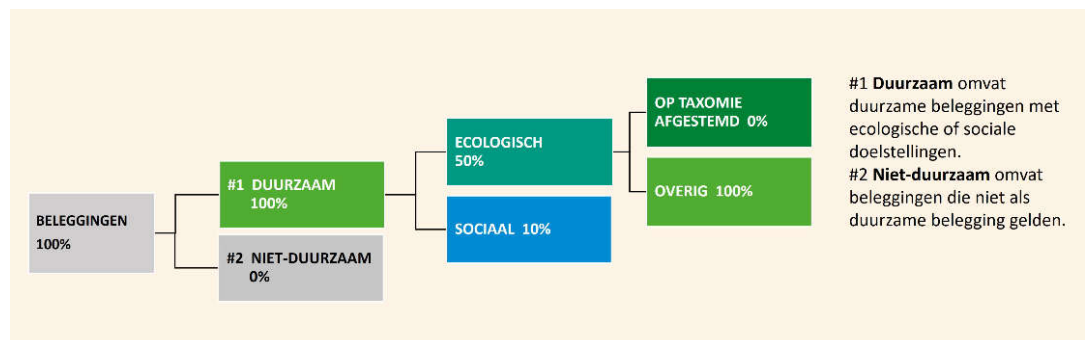 BELEGGINGEN
100%
#1 DUURZAAM
100%
#2 NIET-DUURZAAM
0%
ECOLOGISCH
50%
SOCIAAL 10%
OP TAXOMIE
AFGESTEMD 0%
OVERIG 100%
#1 Duurzaam omvat
duurzame beleggingen met
ecologische of sociale
doelstellingen.
#2 Niet-duurzaam omvat
beleggingen die niet als
duurzame belegging gelden.